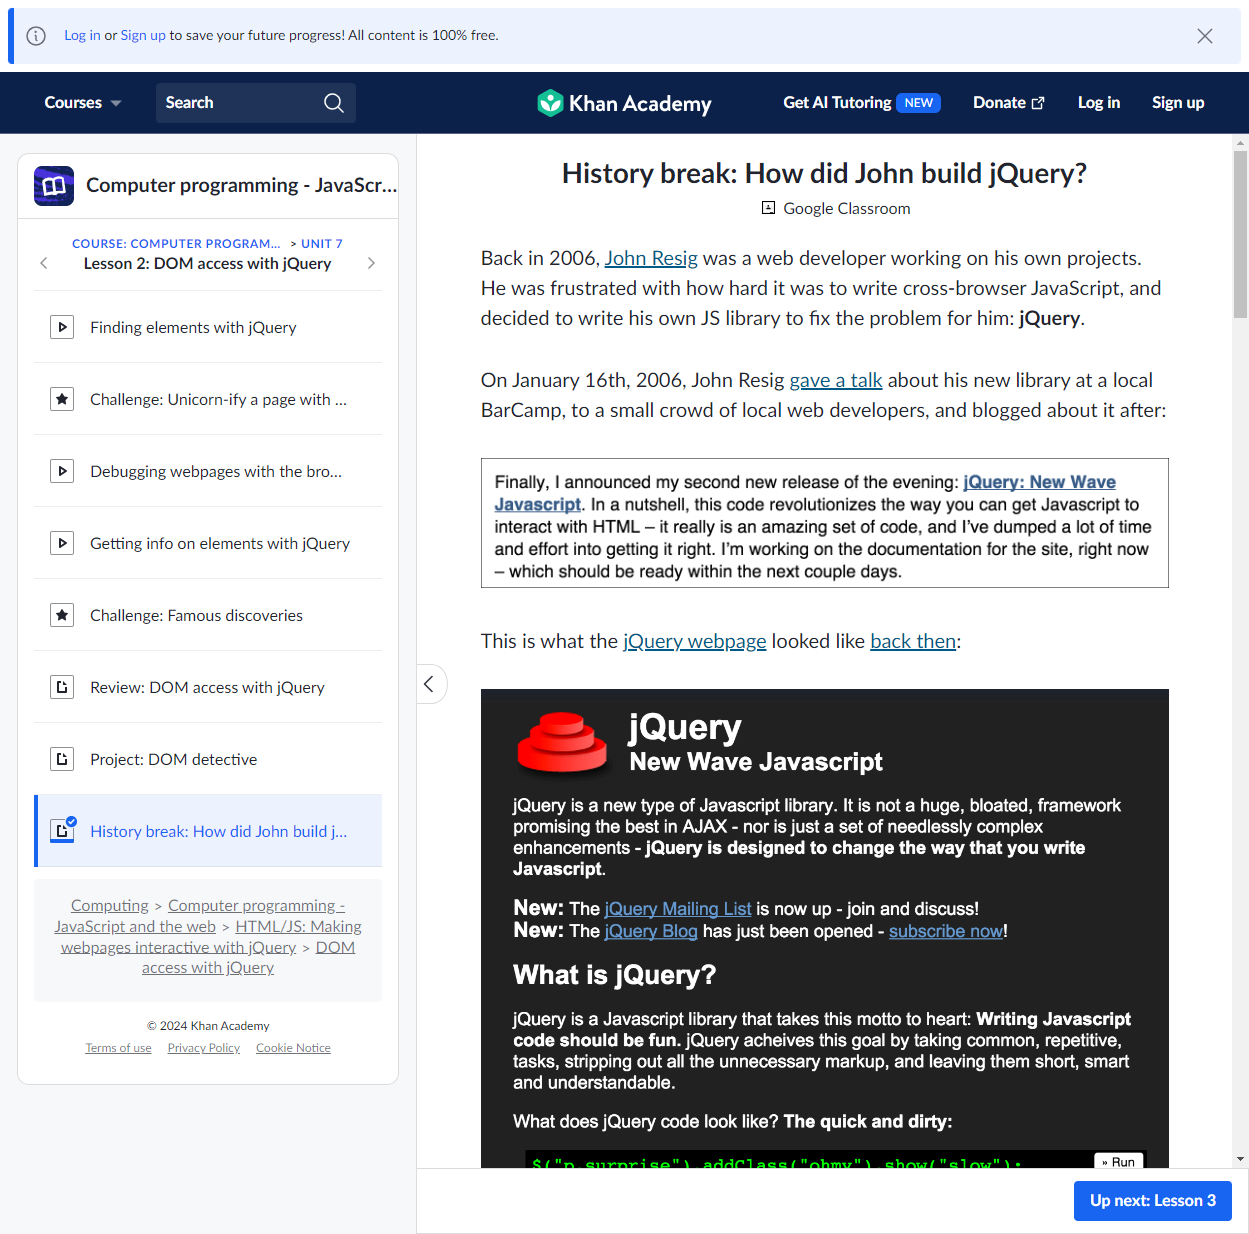 Log in or Sign up to save your future progress! All content is 100% free.
Courses
Search
Khan Academy
Get AI Tutoring NEW
Donate
Log in
Sign up
Computer programming - JavaScr...
COURSE: COMPUTER PROGRAM... > UNIT 7
Lesson 2: DOM access with jQuery
Finding elements with jQuery
Challenge: Unicorn-ify a page with ...
Debugging webpages with the bro...
Getting info on elements with jQuery
Challenge: Famous discoveries
Review: DOM access with jQuery
Project: DOM detective
History break: How did John build j...
Computing > Computer programming -
JavaScript and the web > HTML/JS: Making
webpages interactive with jQuery > DOM
access with jQuery
© 2024 Khan Academy
Terms of use Privacy Policy Cookie Notice
History break: How did John build jQuery?
Google Classroom
Back in 2006, John Resig was a web developer working on his own projects.
He was frustrated with how hard it was to write cross-browser JavaScript, and
decided to write his own JS library to fix the problem for him: jQuery.
On January 16th, 2006, John Resig gave a talk about his new library at a local
BarCamp, to a small crowd of local web developers, and blogged about it after:
Finally, I announced my second new release of the evening: jQuery: New Wave
Javascript. In a nutshell, this code revolutionizes the way you can get Javascript to
interact with HTML – it really is an amazing set of code, and I've dumped a lot of time
and effort into getting it right. I'm working on the documentation for the site, right now
– which should be ready within the next couple days.
This is what the jQuery webpage looked like back then:
jQuery
New Wave Javascript
jQuery is a new type of Javascript library. It is not a huge, bloated, framework
promising the best in AJAX - nor is just a set of needlessly complex
enhancements - jQuery is designed to change the way that you write
Javascript.
New: The jQuery Mailing List is now up - join and discuss!
New: The jQuery Blog has just been opened - subscribe now!
What is jQuery?
jQuery is a Javascript library that takes this motto to heart: Writing Javascript
code should be fun. jQuery acheives this goal by taking common, repetitive,
tasks, stripping out all the unnecessary markup, and leaving them short, smart
and understandable.
What does jQuery code look like? The quick and dirty:
$("p.surprise").addClass("ohmy").show("slow");
» Run
Up next: Lesson 3